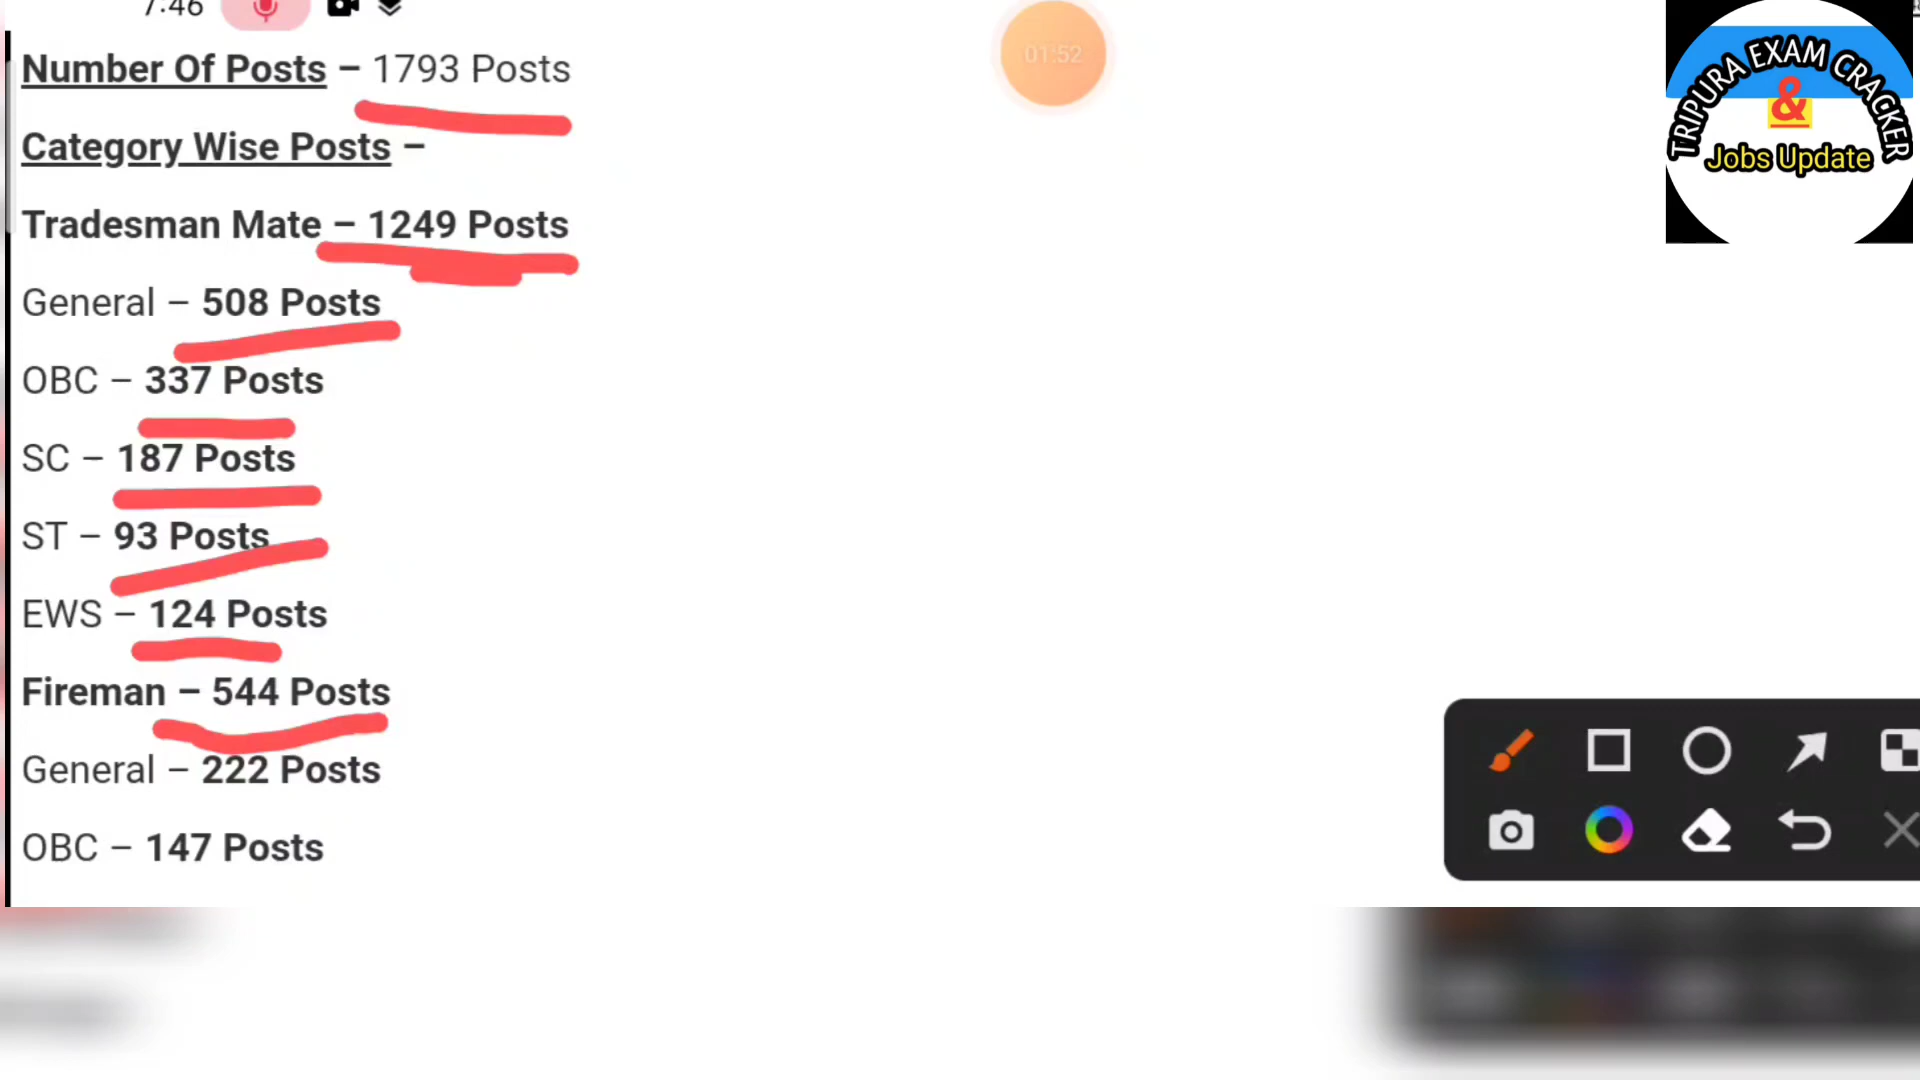 7:46
01:52
Number Of Posts – 1793 Posts
Category Wise Posts –
Tradesman Mate – 1249 Posts
General – 508 Posts
OBC – 337 Posts
SC – 187 Posts
ST – 93 Posts
EWS – 124 Posts
Fireman – 544 Posts
General – 222 Posts
OBC – 147 Posts
TRIPURA EXAM CRACKER
&
Jobs Update